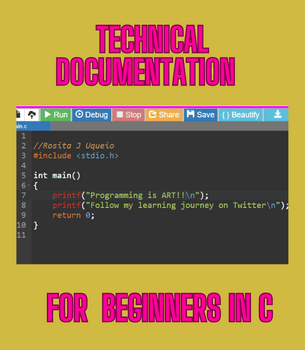 TECHNICAL
DOCUMENTATION
Run Debug Stop Share Save {} Beautify
main.c
1
2 //Rosita J Uqueio
3 #include <stdio.h>
4
5 int main()
6 {
7 printf("Programming is ART!!\n");
8 printf("Follow my learning journey on Twitter\n");
9 return 0;
10 }
11
FOR BEGINNERS IN C